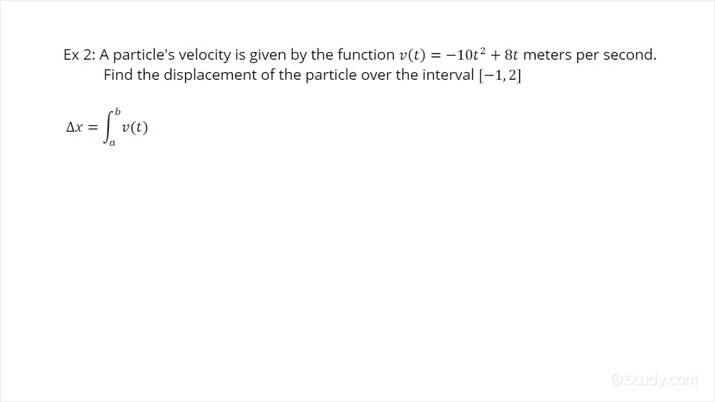 Ex 2: A particle's velocity is given by the function v(t) = −10t² + 8t meters per second.
Find the displacement of the particle over the interval [−1, 2]
Δx = ∫ₐᵇ v(t)
Study.com